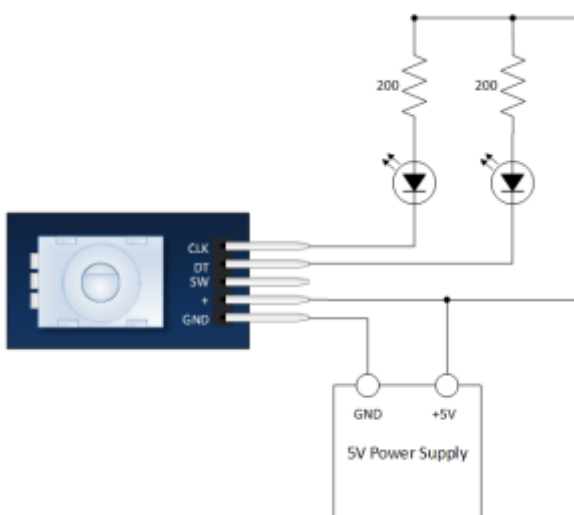 200
200
CLK
DT
SW
+
GND
GND
+5V
5V Power Supply